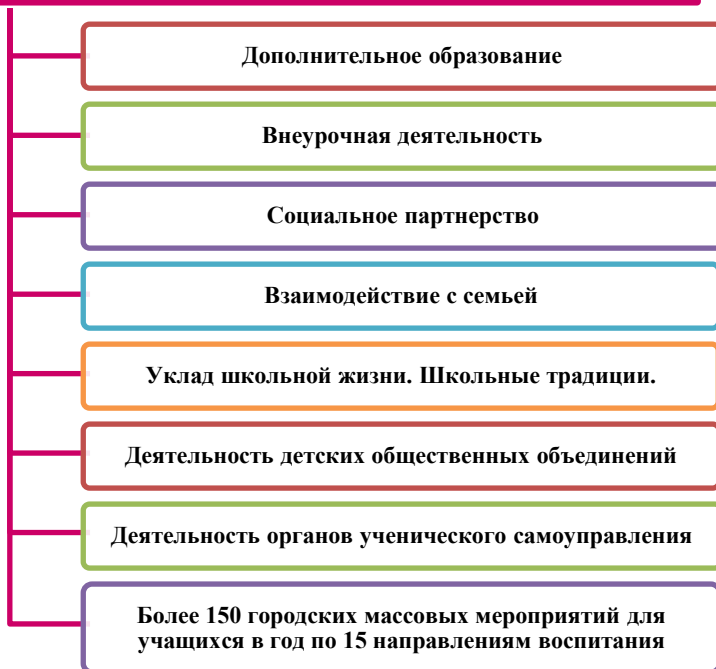 Дополнительное образование
Внеурочная деятельность
Социальное партнерство
Взаимодействие с семьей
Уклад школьной жизни. Школьные традиции.
Деятельность детских общественных объединений
Деятельность органов ученического самоуправления
Более 150 городских массовых мероприятий для
учащихся в год по 15 направлениям воспитания